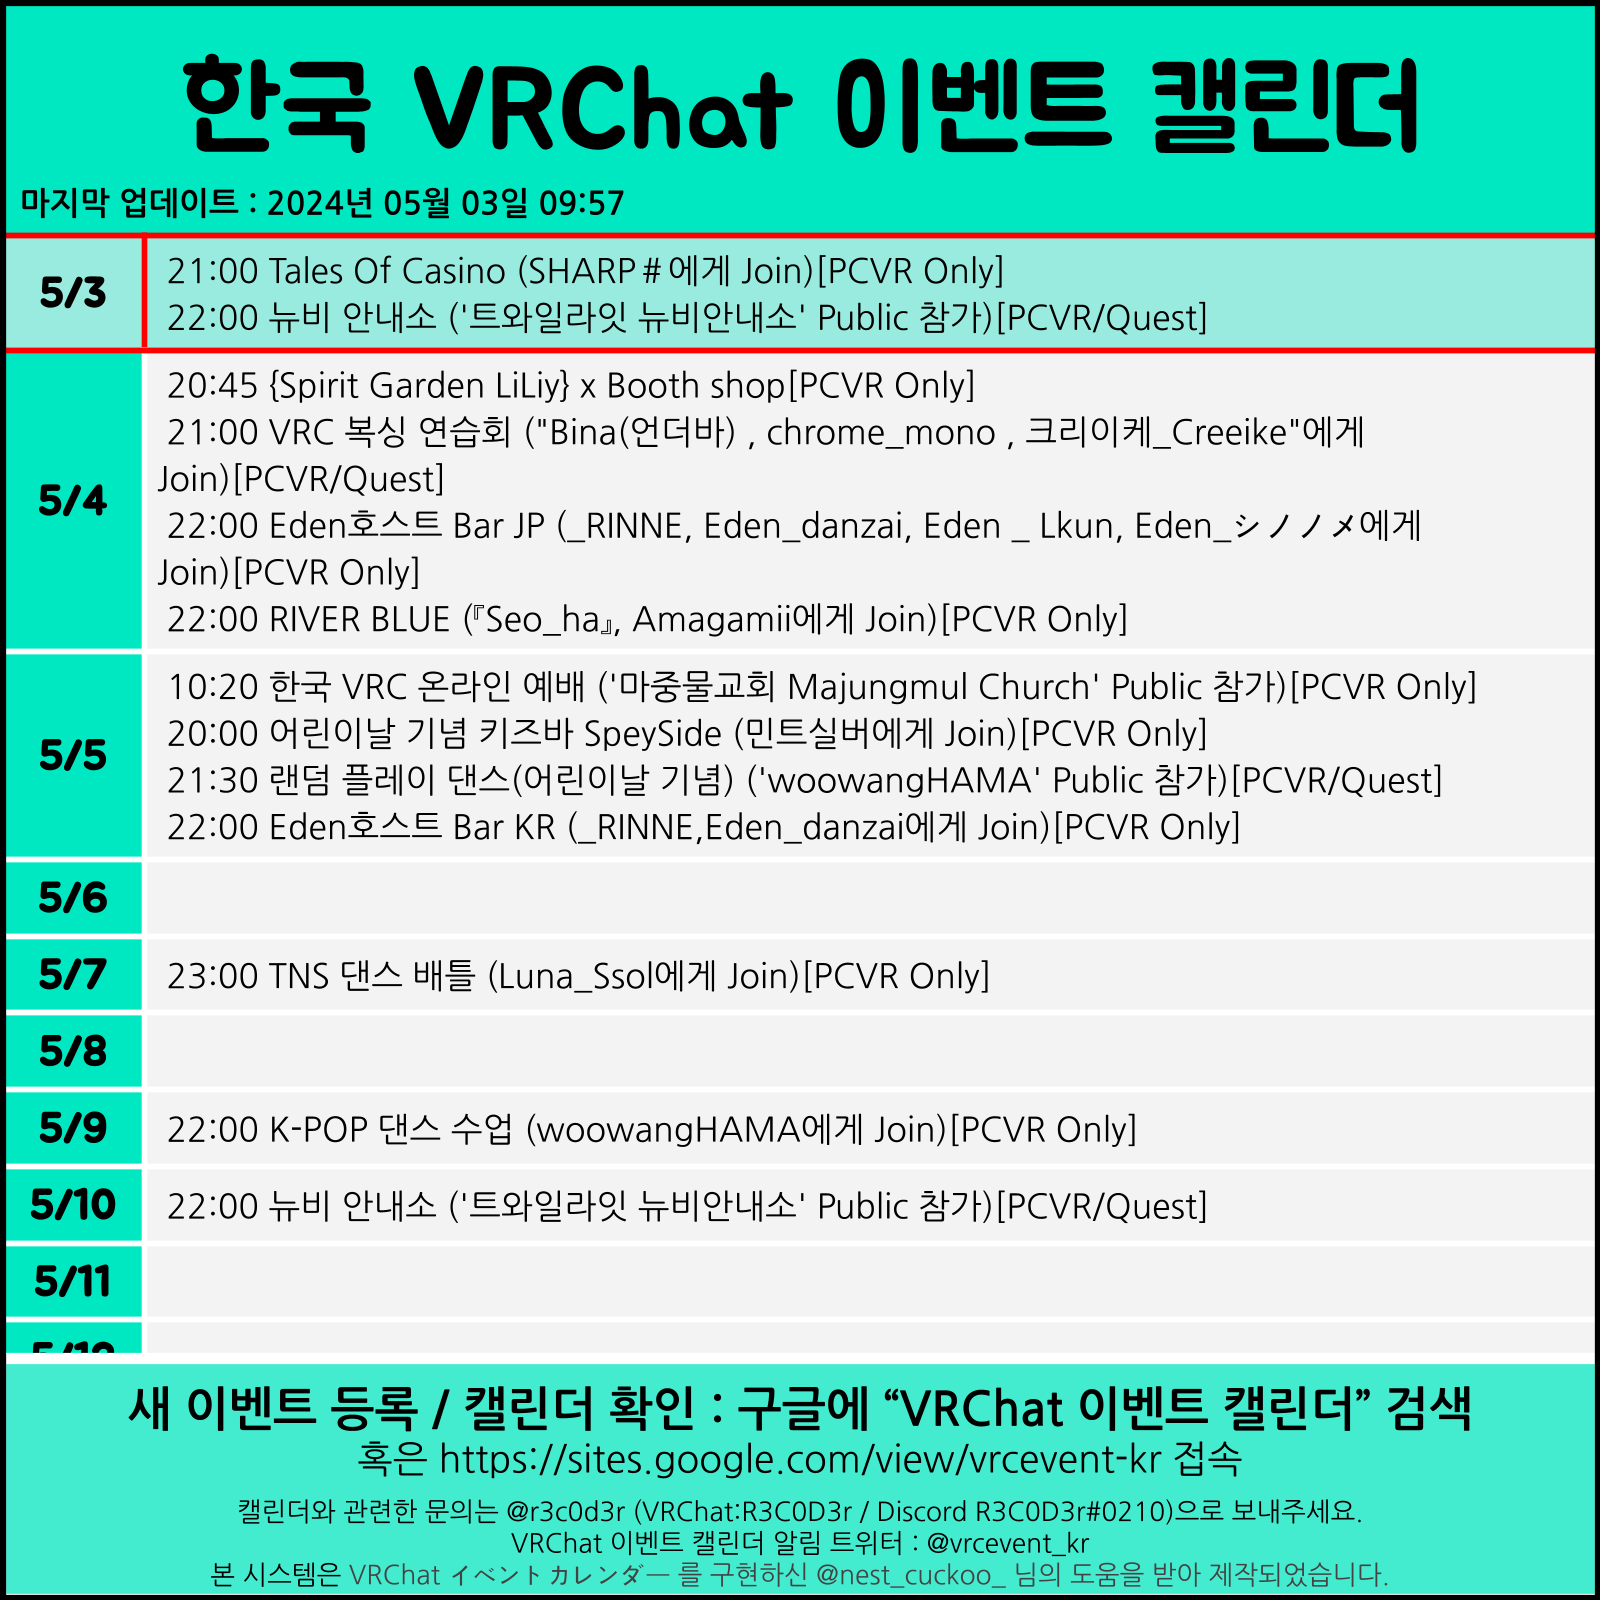 한국 VRChat 이벤트 캘린더
마지막 업데이트 : 2024년 05월 03일 09:57
5/3
21:00 Tales Of Casino (SHARP＃에게 Join)[PCVR Only]
22:00 뉴비 안내소 ('트와일라잇 뉴비안내소' Public 참가)[PCVR/Quest]
5/4
20:45 {Spirit Garden LiLiy} x Booth shop[PCVR Only]
21:00 VRC 복싱 연습회 ("Bina(언더바) , chrome_mono , 크리이케_Creeike"에게
Join)[PCVR/Quest]
22:00 Eden호스트 Bar JP (_RINNE, Eden_danzai, Eden _ Lkun, Eden_シノノメ에게
Join)[PCVR Only]
22:00 RIVER BLUE (『Seo_ha』, Amagamii에게 Join)[PCVR Only]
5/5
10:20 한국 VRC 온라인 예배 ('마중물교회 Majungmul Church' Public 참가)[PCVR Only]
20:00 어린이날 기념 키즈바 SpeySide (민트실버에게 Join)[PCVR Only]
21:30 랜덤 플레이 댄스(어린이날 기념) ('woowangHAMA' Public 참가)[PCVR/Quest]
22:00 Eden호스트 Bar KR (_RINNE,Eden_danzai에게 Join)[PCVR Only]
5/6
5/7
23:00 TNS 댄스 배틀 (Luna_Ssol에게 Join)[PCVR Only]
5/8
5/9
22:00 K-POP 댄스 수업 (woowangHAMA에게 Join)[PCVR Only]
5/10
22:00 뉴비 안내소 ('트와일라잇 뉴비안내소' Public 참가)[PCVR/Quest]
5/11
5/12
새 이벤트 등록 / 캘린더 확인 : 구글에 “VRChat 이벤트 캘린더” 검색
혹은 https://sites.google.com/view/vrcevent-kr 접속
캘린더와 관련한 문의는 @r3c0d3r (VRChat:R3C0D3r / Discord R3C0D3r#0210)으로 보내주세요.
VRChat 이벤트 캘린더 알림 트위터 : @vrcevent_kr
본 시스템은 VRChat イベントカレンダー 를 구현하신 @nest_cuckoo_ 님의 도움을 받아 제작되었습니다.